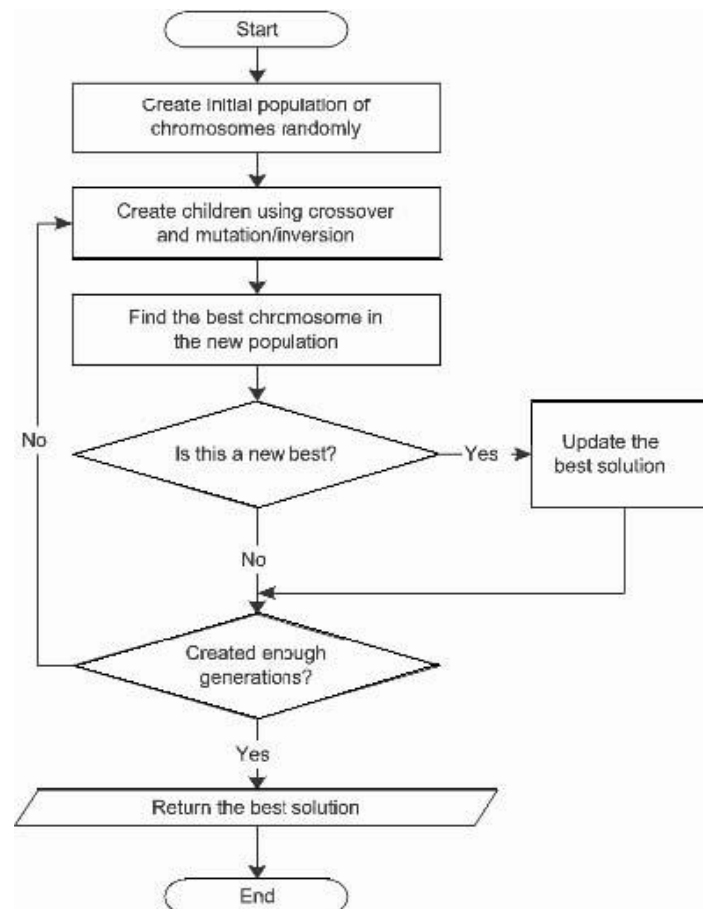 Start
Create initial population of
chromosomes randomly
Create children using crossover
and mutation/inversion
Find the best chromosome in
the new population
Is this a new best?
Yes
Update the
best solution
No
No
Created enough
generations?
Yes
Return the best solution
End